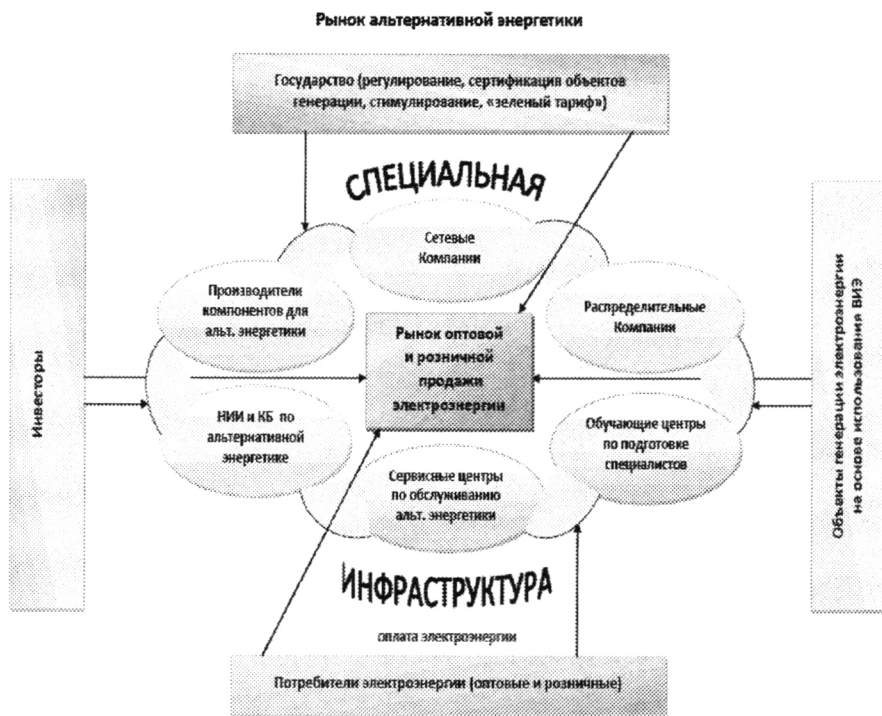 Рынок альтернативной энергетики
Государство (регулирование, сертификация объектов
генерации, стимулирование, «зеленый тариф»)
СПЕЦИАЛЬНАЯ
Сетевые
Компании
Производители
компонентов для
альт. энергетики
Распределительные
Компании
Рынок оптовой
и розничной
продажи
электроэнергии
Инвесторы
Объекты генерации электроэнергии
на основе использования ВИЭ
НИИ и КБ по
альтернативной
энергетике
Обучающие центры
по подготовке
специалистов
Сервисные центры
по обслуживанию
альт. энергетики
ИНФРАСТРУКТУРА
оплата электроэнергии
Потребители электроэнергии (оптовые и розничные)